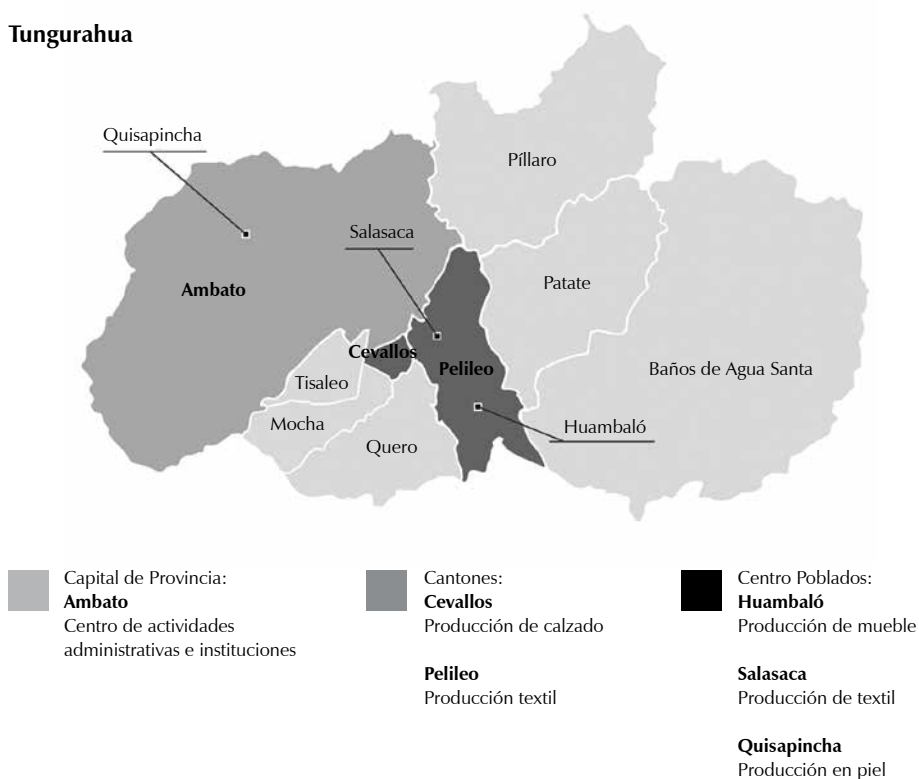 Tungurahua
Quisapincha
Píllaro
Salasaca
Ambato
Patate
Cevallos
Pelileo
Baños de Agua Santa
Tisaleo
Mocha
Quero
Huambaló
Capital de Provincia:
Ambato
Centro de actividades
administrativas e instituciones
Cantones:
Cevallos
Producción de calzado
Pelileo
Producción textil
Centro Poblados:
Huambaló
Producción de mueble
Salasaca
Producción de textil
Quisapincha
Producción en piel